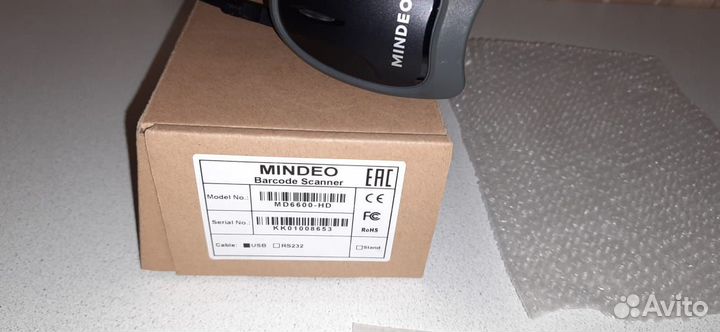 MINDEO
MINDEO
Barcode Scanner
EAC
Model No.:
MD6600-HD
CE
Serial No.:
KK01008653
FC
RoHS
Cable: ■USB □RS232 □Stand
Avito